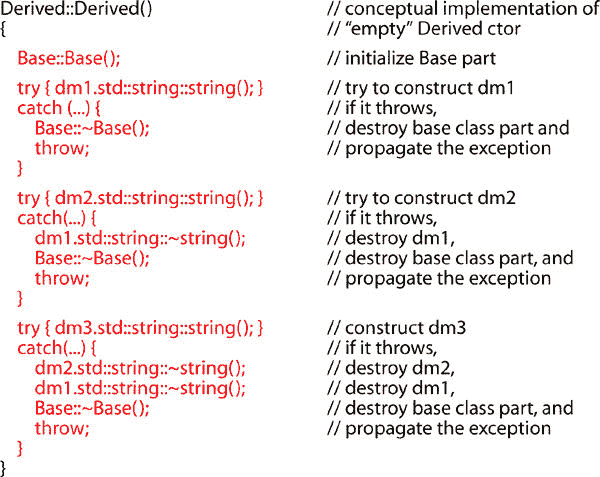 Derived::Derived() // conceptual implementation of
{ // “empty” Derived ctor
Base::Base(); // initialize Base part
try { dm1.std::string::string(); } // try to construct dm1
catch (...) { // if it throws,
Base::~Base(); // destroy base class part and
throw; // propagate the exception
}
try { dm2.std::string::string(); } // try to construct dm2
catch(...) { // if it throws,
dm1.std::string::~string(); // destroy dm1,
Base::~Base(); // destroy base class part, and
throw; // propagate the exception
}
try { dm3.std::string::string(); } // construct dm3
catch(...) { // if it throws,
dm2.std::string::~string(); // destroy dm2,
dm1.std::string::~string(); // destroy dm1,
Base::~Base(); // destroy base class part, and
throw; // propagate the exception
}
}